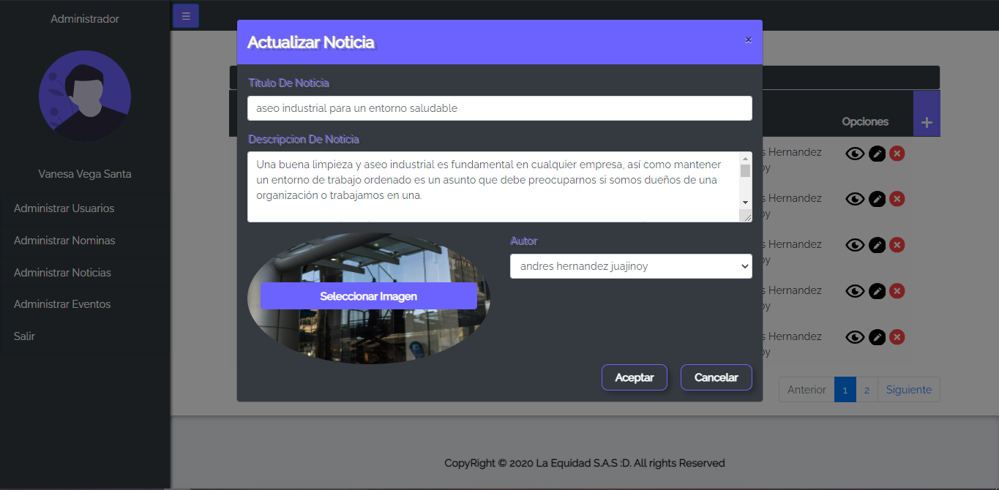 Administrador
☰
Vanesa Vega Santa
Administrar Usuarios
Administrar Nominas
Administrar Noticias
Administrar Eventos
Salir
Actualizar Noticia
×
Titulo De Noticia
aseo industrial para un entorno saludable
Descripcion De Noticia
Una buena limpieza y aseo industrial es fundamental en cualquier empresa, así como mantener
un entorno de trabajo ordenado es un asunto que debe preocuparnos si somos dueños de una
organización o trabajamos en una.
Seleccionar Imagen
Autor
andres hernandez juajinoy
Aceptar
Cancelar
Opciones
+
s Hernandez
oy
s Hernandez
oy
s Hernandez
oy
s Hernandez
oy
s Hernandez
oy
Anterior 1 2 Siguiente
CopyRight © 2020 La Equidad S.A.S :D. All rights Reserved